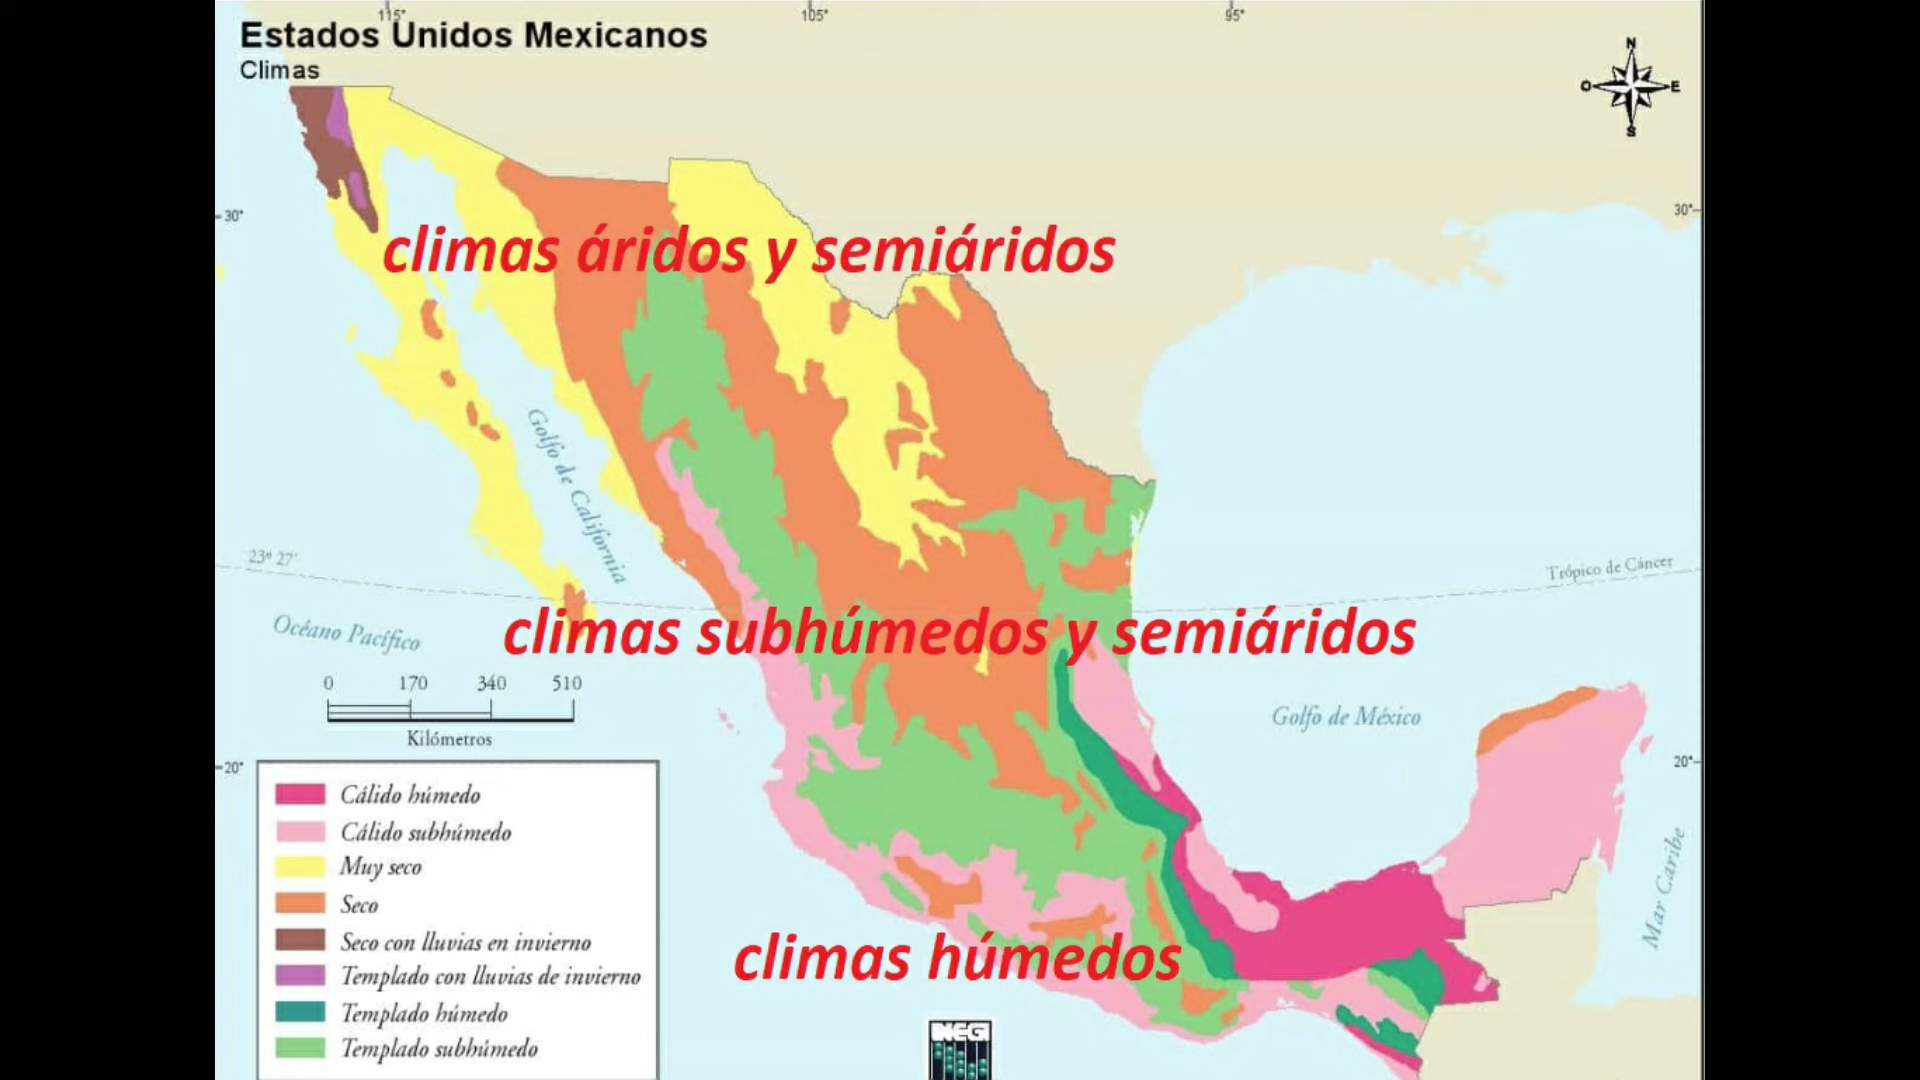 115° 105° 95°
Estados Unidos Mexicanos
Climas
N
O E
S
30° 30°
climas áridos y semiáridos
Golfo de California
23° 27'
Trópico de Cáncer
Océano Pacífico
climas subhúmedos y semiáridos
0 170 340 510
Kilómetros
Golfo de México
20° 20°
Mar Caribe
Cálido húmedo
Cálido subhúmedo
Muy seco
Seco
Seco con lluvias en invierno
Templado con lluvias de invierno
Templado húmedo
Templado subhúmedo
climas húmedos
INEGI